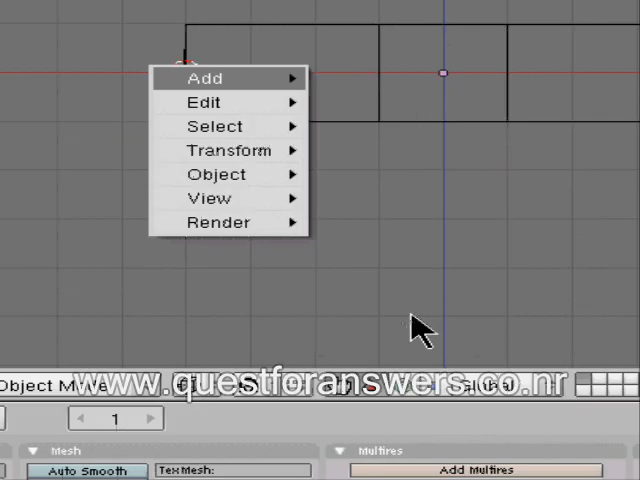 Add
Edit
Select
Transform
Object
View
Render
Object Mode
Global
www.questforanswers.co.nr
1
Mesh
Multires
Auto Smooth
TexMesh:
Add Multires